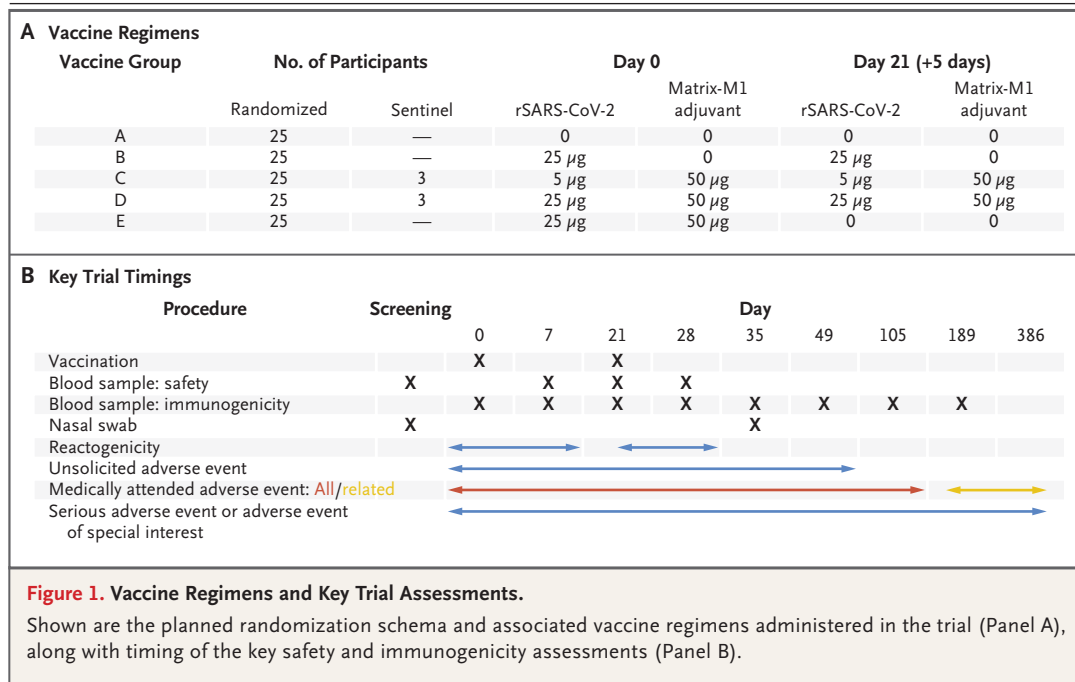 A Vaccine Regimens
Vaccine Group No. of Participants Day 0 Day 21 (+5 days)
Randomized Sentinel rSARS-CoV-2 Matrix-M1 adjuvant rSARS-CoV-2 Matrix-M1 adjuvant
A 25 — 0 0 0 0
B 25 — 25 µg 0 25 µg 0
C 25 3 5 µg 50 µg 5 µg 50 µg
D 25 3 25 µg 50 µg 25 µg 50 µg
E 25 — 25 µg 50 µg 0 0
B Key Trial Timings
Procedure Screening Day
0 7 21 28 35 49 105 189 386
Vaccination X X
Blood sample: safety X X X X
Blood sample: immunogenicity X X X X X X X X
Nasal swab X X
Reactogenicity
Unsolicited adverse event
Medically attended adverse event: All/related
Serious adverse event or adverse event
of special interest
Figure 1. Vaccine Regimens and Key Trial Assessments.
Shown are the planned randomization schema and associated vaccine regimens administered in the trial (Panel A),
along with timing of the key safety and immunogenicity assessments (Panel B).